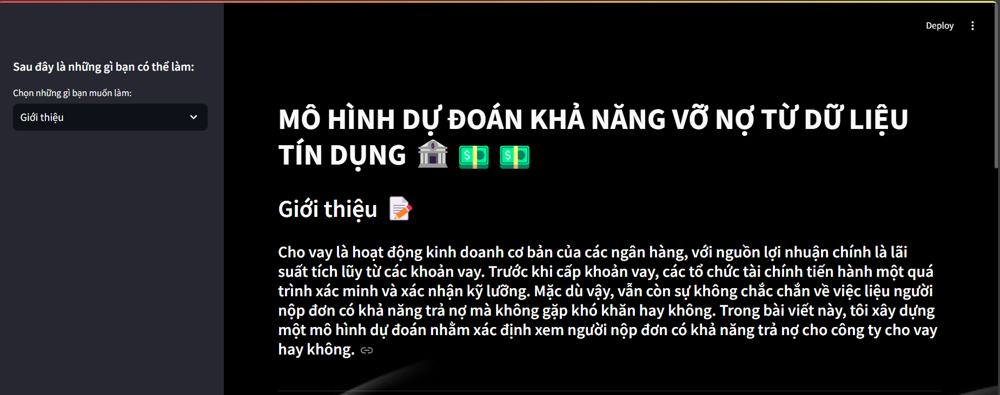 Deploy
Sau đây là những gì bạn có thể làm:
Chọn những gì bạn muốn làm:
Giới thiệu
MÔ HÌNH DỰ ĐOÁN KHẢ NĂNG VỠ NỢ TỪ DỮ LIỆU
TÍN DỤNG
Giới thiệu
Cho vay là hoạt động kinh doanh cơ bản của các ngân hàng, với nguồn lợi nhuận chính là lãi
suất tích lũy từ các khoản vay. Trước khi cấp khoản vay, các tổ chức tài chính tiến hành một quá
trình xác minh và xác nhận kỹ lưỡng. Mặc dù vậy, vẫn còn sự không chắc chắn về việc liệu người
nộp đơn có khả năng trả nợ mà không gặp khó khăn hay không. Trong bài viết này, tôi xây dựng
một mô hình dự đoán nhằm xác định xem người nộp đơn có khả năng trả nợ cho công ty cho vay
hay không.